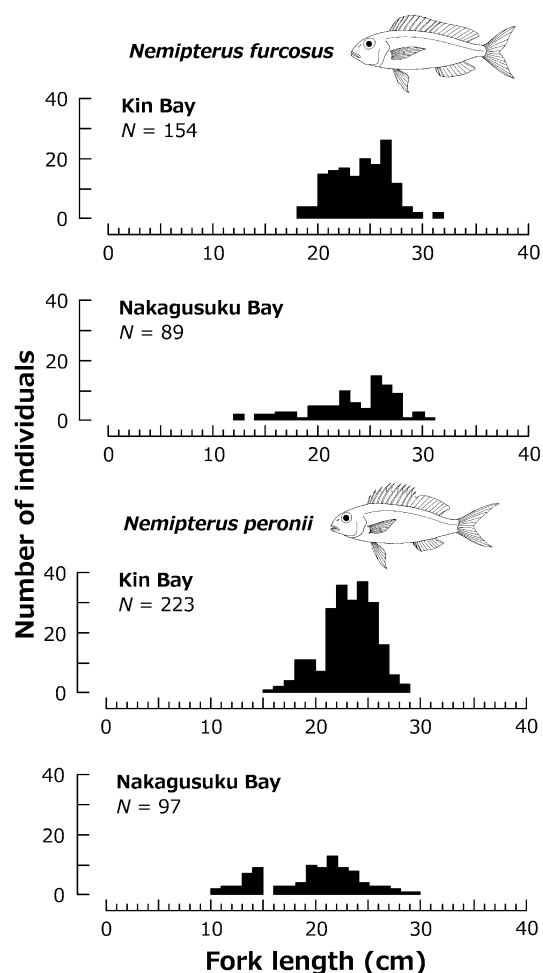 Nemipterus furcosus
Kin Bay
N = 154
40
20
0
0 10 20 30 40
Nakagusuku Bay
N = 89
40
20
0
0 10 20 30 40
Number of individuals
Nemipterus peronii
Kin Bay
N = 223
40
20
0
0 10 20 30 40
Nakagusuku Bay
N = 97
40
20
0
0 10 20 30 40
Fork length (cm)